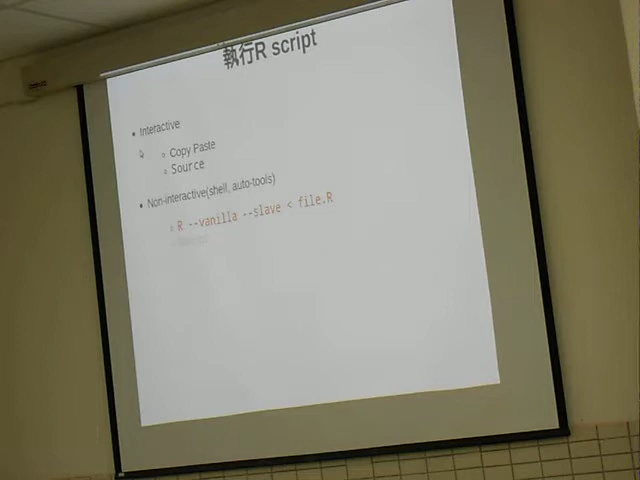 執行R script
Interactive
Copy Paste
Source
Non-interactive(shell, auto-tools)
R --vanilla --slave < file.R